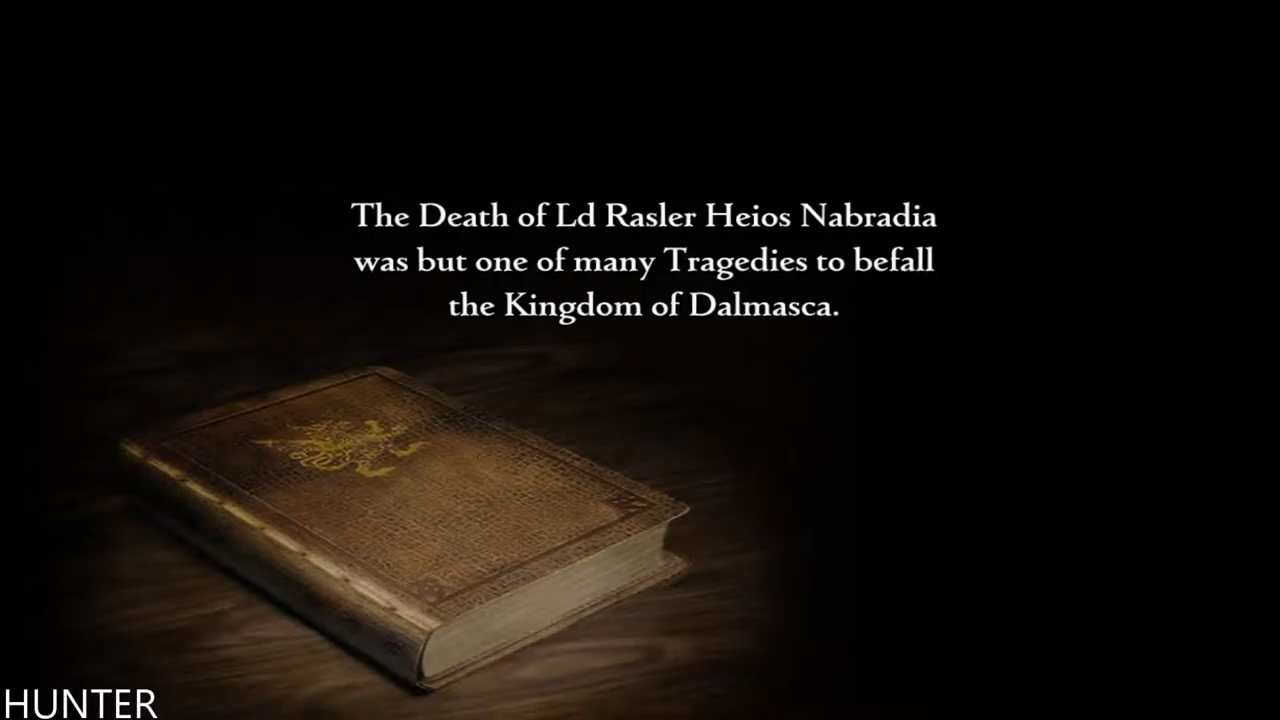 The Death of Ld Rasler Heios Nabradia
was but one of many Tragedies to befall
the Kingdom of Dalmasca.
HUNTER